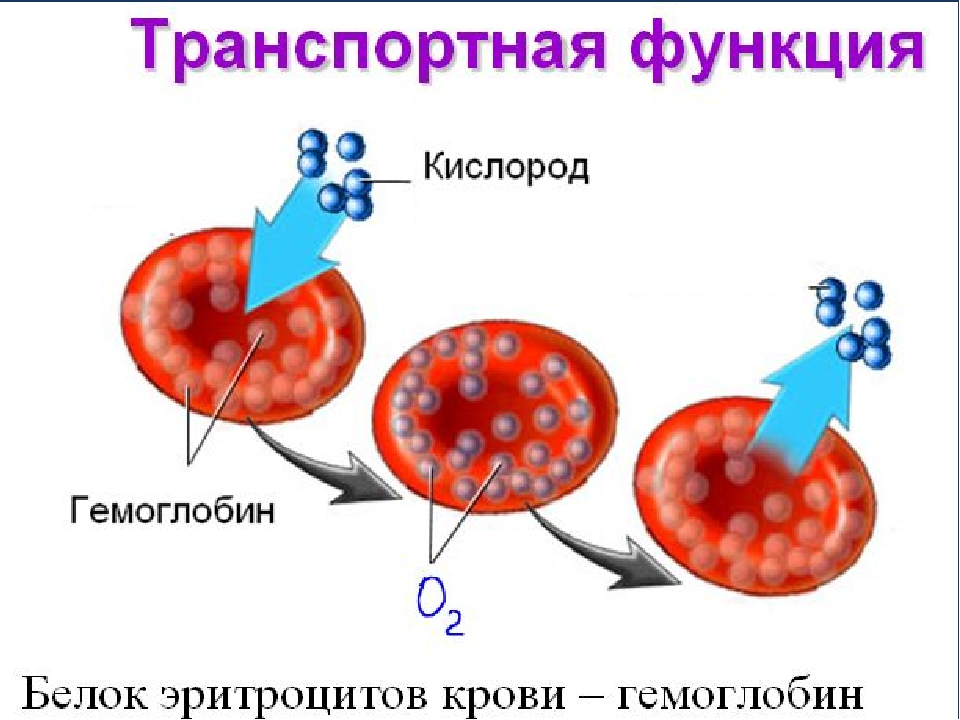 Транспортная функция
Кислород
Гемоглобин
O2
Белок эритроцитов крови – гемоглобин